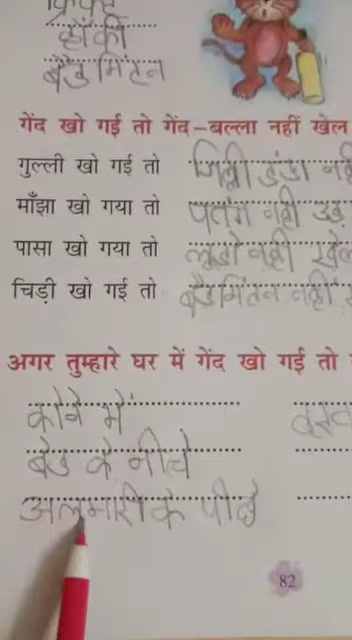 हॉकी
बैडमिंटन
गेंद खो गई तो गेंद-बल्ला नहीं खेल
गुल्ली खो गई तो गिल्ली डंडा नही
माँझा खो गया तो पतंग नही उड़
पासा खो गया तो लूडो नही खेल
चिड़ी खो गई तो बैडमिंटन नहीं
अगर तुम्हारे घर में गेंद खो गई तो
कोने में
बेड के नीचे
अलमारी के पीछे
82